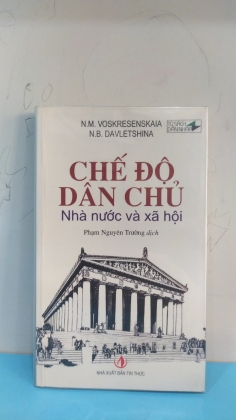 N.M. VOSKRESENSKAIA
N.B. DAVLETSHINA
CHẾ ĐỘ
DÂN CHỦ
Nhà nước và xã hội
Phạm Nguyên Trường dịch
NHÀ XUẤT BẢN TRI THỨC